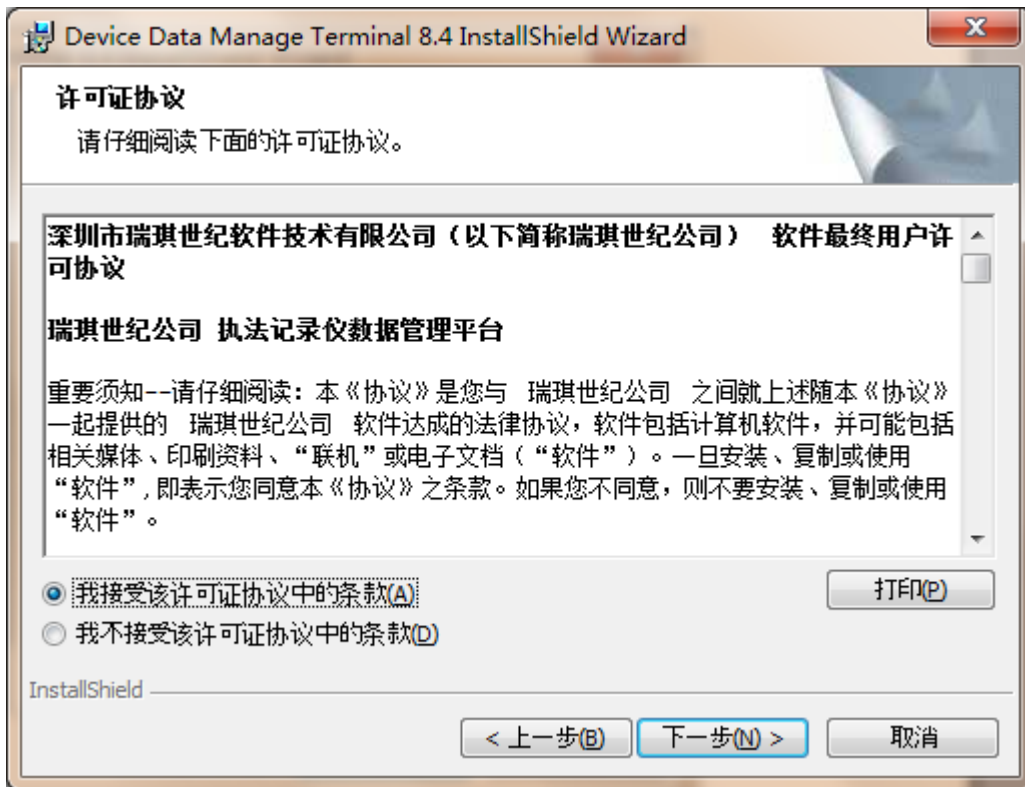 Device Data Manage Terminal 8.4 InstallShield Wizard
许可证协议
请仔细阅读下面的许可证协议。
深圳市瑞琪世纪软件技术有限公司（以下简称瑞琪世纪公司） 软件最终用户许
可协议
瑞琪世纪公司 执法记录仪数据管理平台
重要须知--请仔细阅读：本《协议》是您与 瑞琪世纪公司 之间就上述随本《协议》
一起提供的 瑞琪世纪公司 软件达成的法律协议，软件包括计算机软件，并可能包括
相关媒体、印刷资料、“联机”或电子文档（“软件”）。一旦安装、复制或使用
“软件”,即表示您同意本《协议》之条款。如果您不同意，则不要安装、复制或使用
“软件”。
我接受该许可证协议中的条款(A)
打印(P)
我不接受该许可证协议中的条款(D)
InstallShield
< 上一步(B)
下一步(N) >
取消